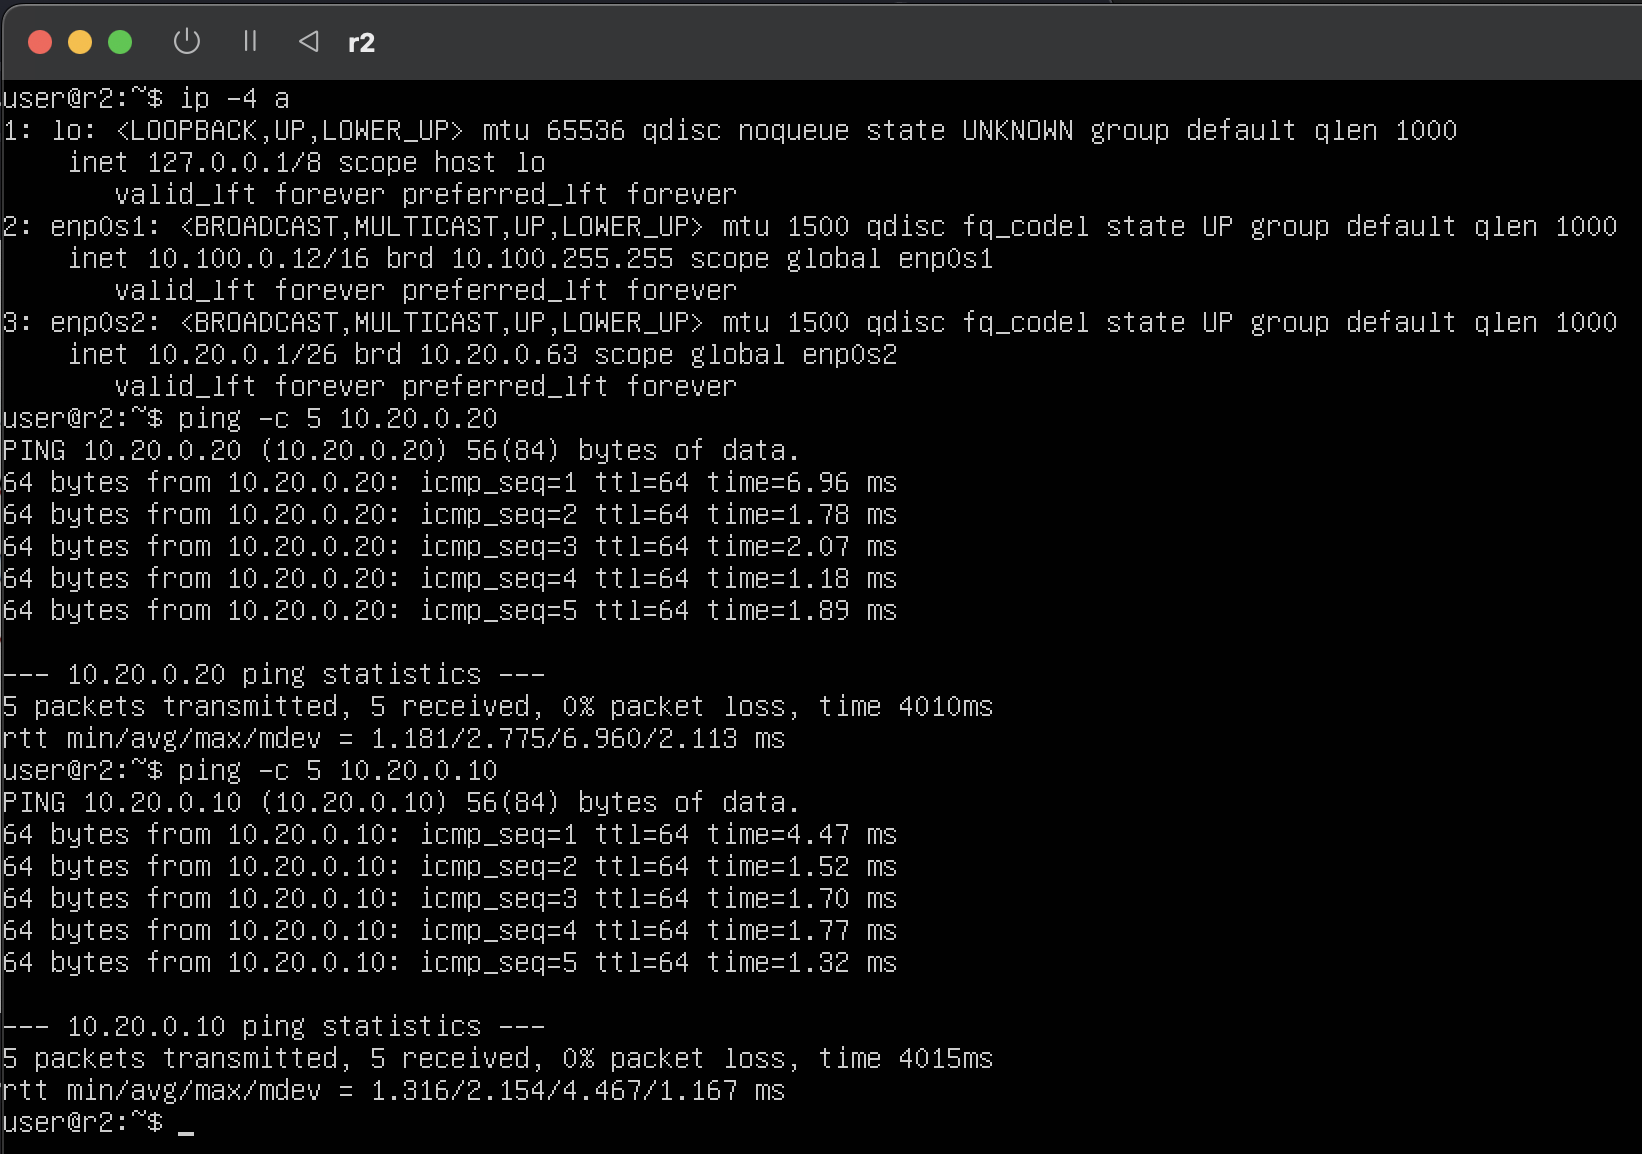 r2
user@r2:~$ ip -4 a
1: lo: <LOOPBACK,UP,LOWER_UP> mtu 65536 qdisc noqueue state UNKNOWN group default qlen 1000
    inet 127.0.0.1/8 scope host lo
       valid_lft forever preferred_lft forever
2: enp0s1: <BROADCAST,MULTICAST,UP,LOWER_UP> mtu 1500 qdisc fq_codel state UP group default qlen 1000
    inet 10.100.0.12/16 brd 10.100.255.255 scope global enp0s1
       valid_lft forever preferred_lft forever
3: enp0s2: <BROADCAST,MULTICAST,UP,LOWER_UP> mtu 1500 qdisc fq_codel state UP group default qlen 1000
    inet 10.20.0.1/26 brd 10.20.0.63 scope global enp0s2
       valid_lft forever preferred_lft forever
user@r2:~$ ping -c 5 10.20.0.20
PING 10.20.0.20 (10.20.0.20) 56(84) bytes of data.
64 bytes from 10.20.0.20: icmp_seq=1 ttl=64 time=6.96 ms
64 bytes from 10.20.0.20: icmp_seq=2 ttl=64 time=1.78 ms
64 bytes from 10.20.0.20: icmp_seq=3 ttl=64 time=2.07 ms
64 bytes from 10.20.0.20: icmp_seq=4 ttl=64 time=1.18 ms
64 bytes from 10.20.0.20: icmp_seq=5 ttl=64 time=1.89 ms

--- 10.20.0.20 ping statistics ---
5 packets transmitted, 5 received, 0% packet loss, time 4010ms
rtt min/avg/max/mdev = 1.181/2.775/6.960/2.113 ms
user@r2:~$ ping -c 5 10.20.0.10
PING 10.20.0.10 (10.20.0.10) 56(84) bytes of data.
64 bytes from 10.20.0.10: icmp_seq=1 ttl=64 time=4.47 ms
64 bytes from 10.20.0.10: icmp_seq=2 ttl=64 time=1.52 ms
64 bytes from 10.20.0.10: icmp_seq=3 ttl=64 time=1.70 ms
64 bytes from 10.20.0.10: icmp_seq=4 ttl=64 time=1.77 ms
64 bytes from 10.20.0.10: icmp_seq=5 ttl=64 time=1.32 ms

--- 10.20.0.10 ping statistics ---
5 packets transmitted, 5 received, 0% packet loss, time 4015ms
rtt min/avg/max/mdev = 1.316/2.154/4.467/1.167 ms
user@r2:~$ _